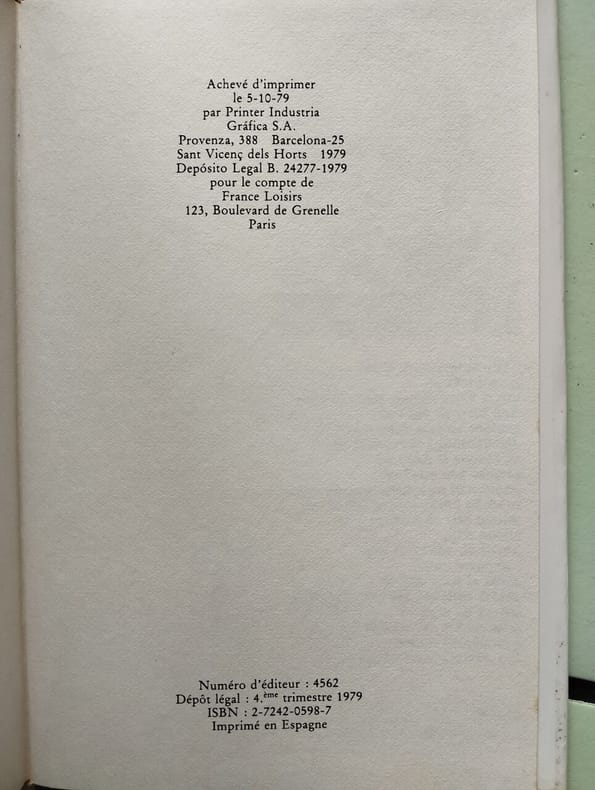 Achevé d'imprimer
le 5-10-79
par Printer Industria
Gráfica S.A.
Provenza, 388 Barcelona-25
Sant Vicenç dels Horts 1979
Depósito Legal B. 24277-1979
pour le compte de
France Loisirs
123, Boulevard de Grenelle
Paris
Numéro d'éditeur : 4562
Dépôt légal : 4.ème trimestre 1979
ISBN : 2-7242-0598-7
Imprimé en Espagne